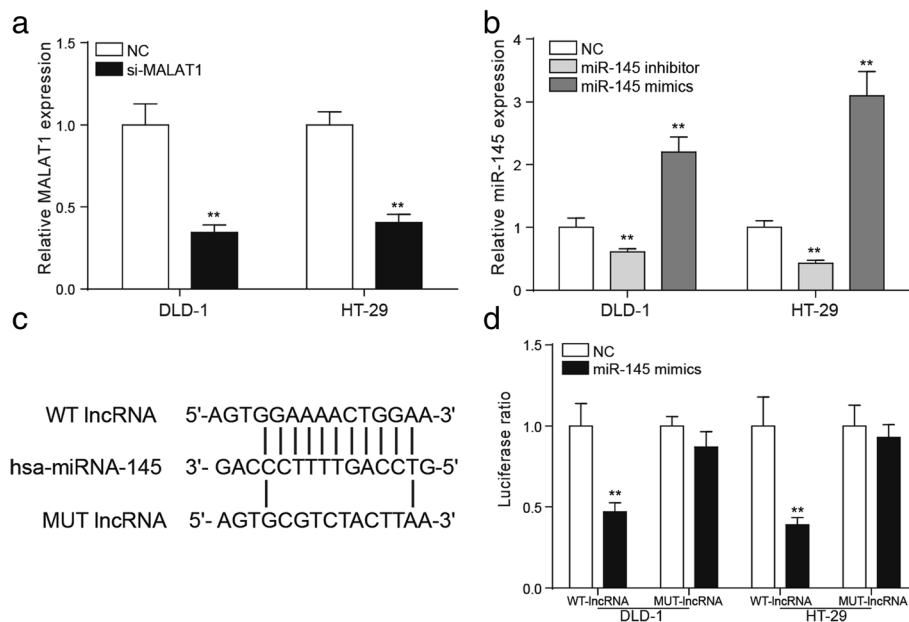 a
Relative MALAT1 expression
1.5
1.0
0.5
0.0
NC
si-MALAT1
**
**
DLD-1
HT-29
b
Relative miR-145 expression
4
3
2
1
0
NC
miR-145 inhibitor
miR-145 mimics
**
**
**
**
DLD-1
HT-29
c
WT lncRNA 5'-AGTGGAAAACTGGAA-3'
hsa-miRNA-145 3'- GACCCTTTTGACCTG-5'
MUT lncRNA 5'- AGTGCGTCTACTTAA-3'
d
Luciferase ratio
1.5
1.0
0.5
0.0
NC
miR-145 mimics
**
**
WT-lncRNA MUT-lncRNA WT-lncRNA MUT-lncRNA
DLD-1 HT-29